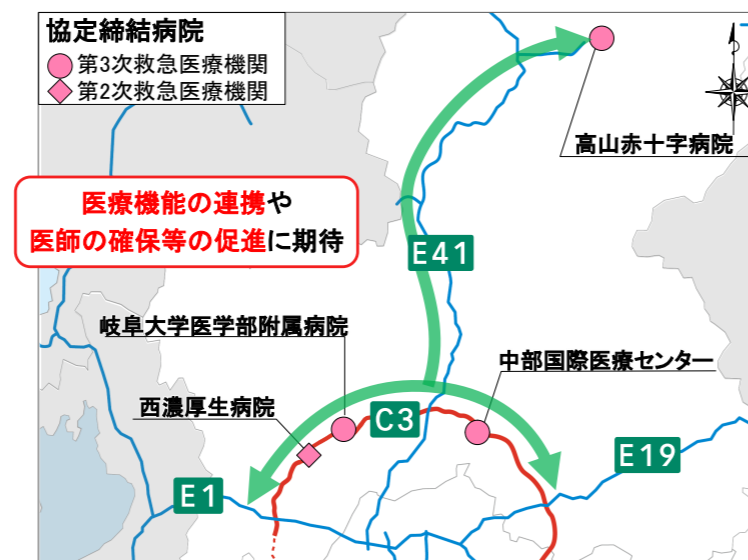 協定締結病院
第3次救急医療機関
第2次救急医療機関
高山赤十字病院
医療機能の連携や
医師の確保等の促進に期待
E41
岐阜大学医学部附属病院
中部国際医療センター
西濃厚生病院
C3
E19
E1